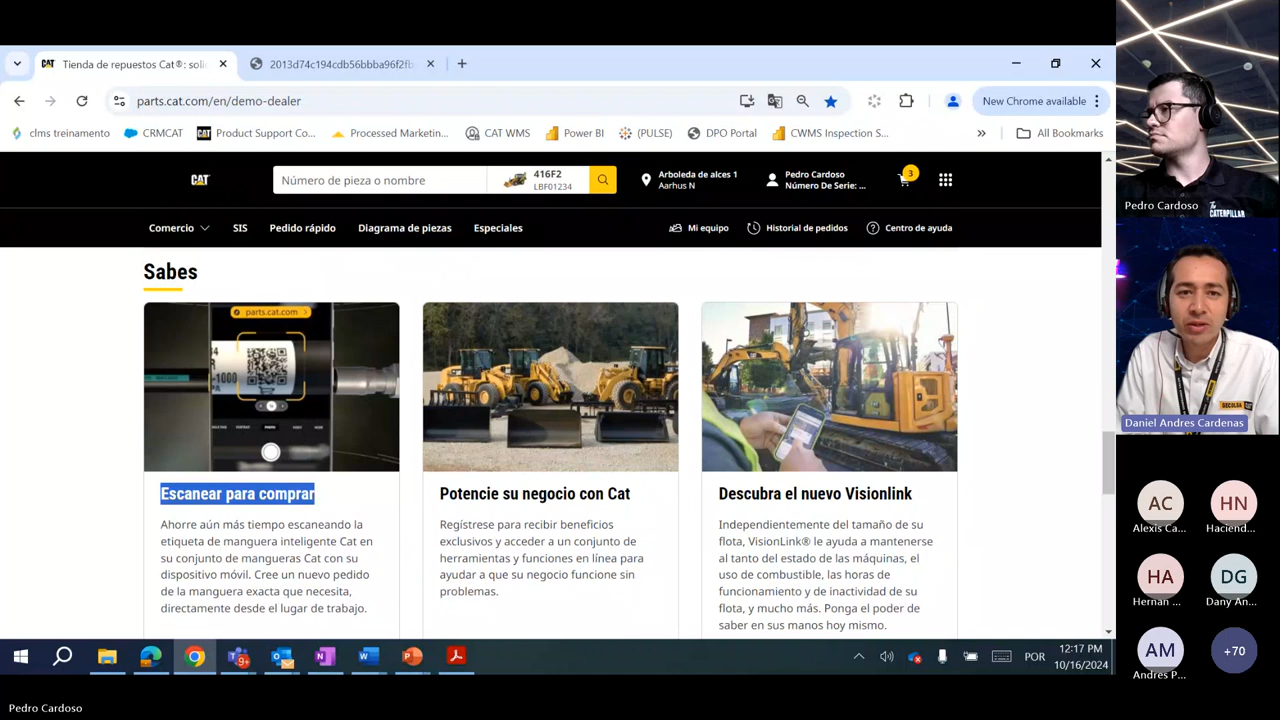 Tienda de repuestos Cat®: soli
2013d74c194cdb56bbba96f2fb
parts.cat.com/en/demo-dealer
New Chrome available
clms treinamento
CRMCAT
Product Support Co...
Processed Marketin...
CAT WMS
Power BI
(PULSE)
DPO Portal
CWMS Inspection S...
»
All Bookmarks
CAT
Número de pieza o nombre
416F2
LBF01234
Arboleda de alces 1
Aarhus N
Pedro Cardoso
Número De Serie: ...
3
Comercio
SIS
Pedido rápido
Diagrama de piezas
Especiales
Mi equipo
Historial de pedidos
Centro de ayuda
Sabes
parts.cat.com
Escanear para comprar
Ahorre aún más tiempo escaneando la
etiqueta de manguera inteligente Cat en
su conjunto de mangueras Cat con su
dispositivo móvil. Cree un nuevo pedido
de la manguera exacta que necesita,
directamente desde el lugar de trabajo.
Potencie su negocio con Cat
Regístrese para recibir beneficios
exclusivos y acceder a un conjunto de
herramientas y funciones en línea para
ayudar a que su negocio funcione sin
problemas.
Descubra el nuevo Visionlink
Independientemente del tamaño de su
flota, VisionLink® le ayuda a mantenerse
al tanto del estado de las máquinas, el
uso de combustible, las horas de
funcionamiento y de inactividad de su
flota, y mucho más. Ponga el poder de
saber en sus manos hoy mismo.
POR
12:17 PM
10/16/2024
Pedro Cardoso
CATERPILLAR
Pedro Cardoso
GECOLSA CAT
Daniel Andres Cardenas
AC
Alexis Ca...
HN
Haciend...
HA
Hernan ...
DG
Dany An...
AM
Andres P...
+70